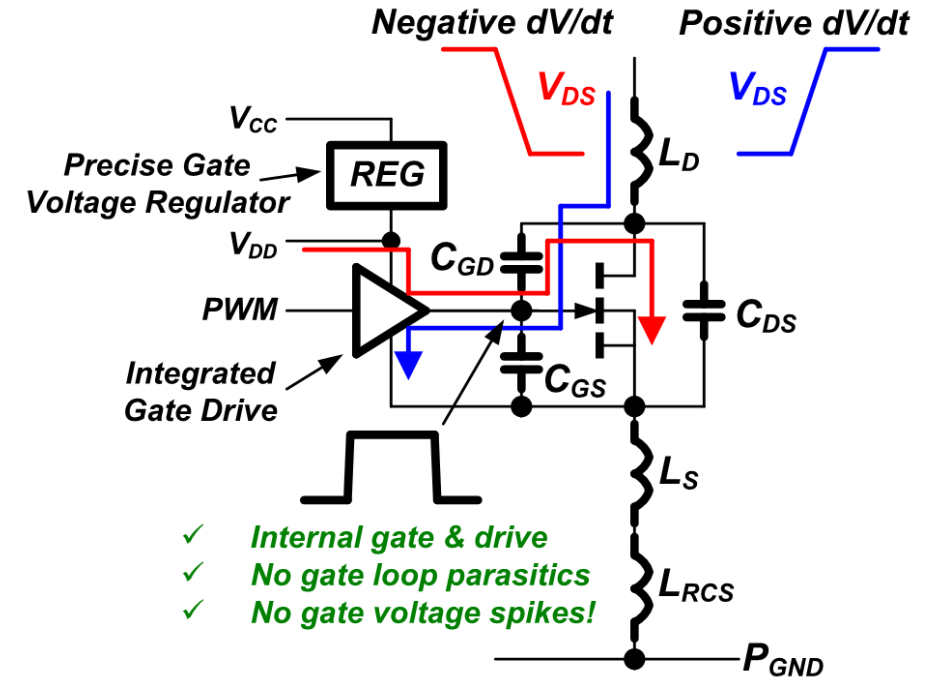 Negative dV/dt
Positive dV/dt
VDS
VDS
VCC
LD
Precise Gate
Voltage Regulator
REG
VDD
CGD
PWM
CDS
Integrated
Gate Drive
CGS
LS
✓ Internal gate & drive
✓ No gate loop parasitics
✓ No gate voltage spikes!
LRCS
PGND